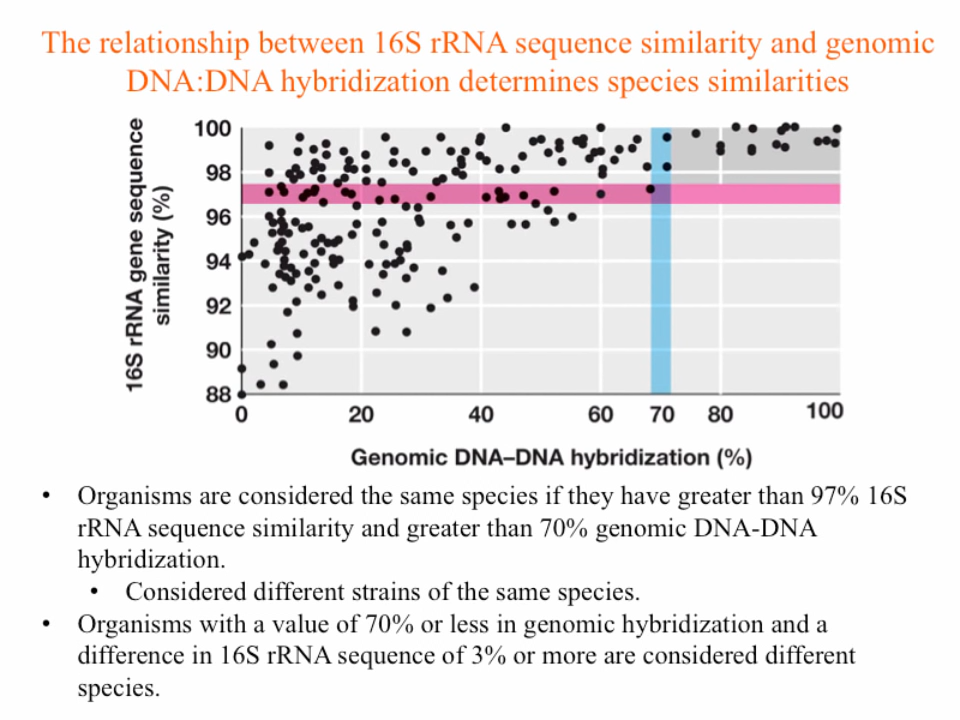 The relationship between 16S rRNA sequence similarity and genomic
DNA:DNA hybridization determines species similarities
16S rRNA gene sequence
similarity (%)
100
98
96
94
92
90
88
0 20 40 60 70 80 100
Genomic DNA–DNA hybridization (%)
• Organisms are considered the same species if they have greater than 97% 16S
rRNA sequence similarity and greater than 70% genomic DNA-DNA
hybridization.
• Considered different strains of the same species.
• Organisms with a value of 70% or less in genomic hybridization and a
difference in 16S rRNA sequence of 3% or more are considered different
species.